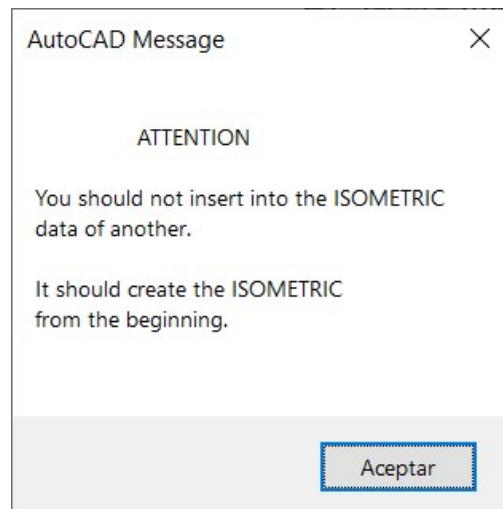 AutoCAD Message
ATTENTION
You should not insert into the ISOMETRIC
data of another.
It should create the ISOMETRIC
from the beginning.
Aceptar